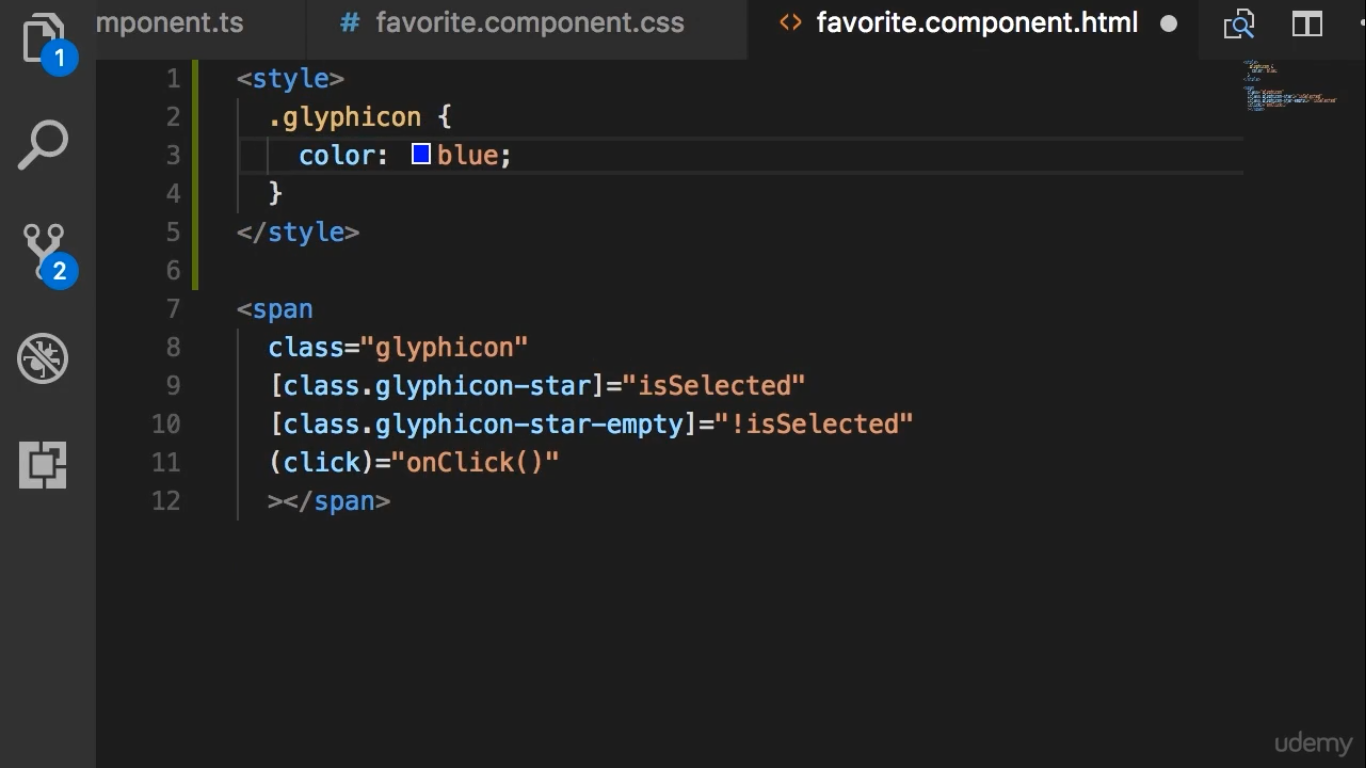 mponent.ts # favorite.component.css <> favorite.component.html
1
2
1 <style>
2 .glyphicon {
3 color: blue;
4 }
5 </style>
6
7 <span
8 class="glyphicon"
9 [class.glyphicon-star]="isSelected"
10 [class.glyphicon-star-empty]="!isSelected"
11 (click)="onClick()"
12 ></span>
udemy